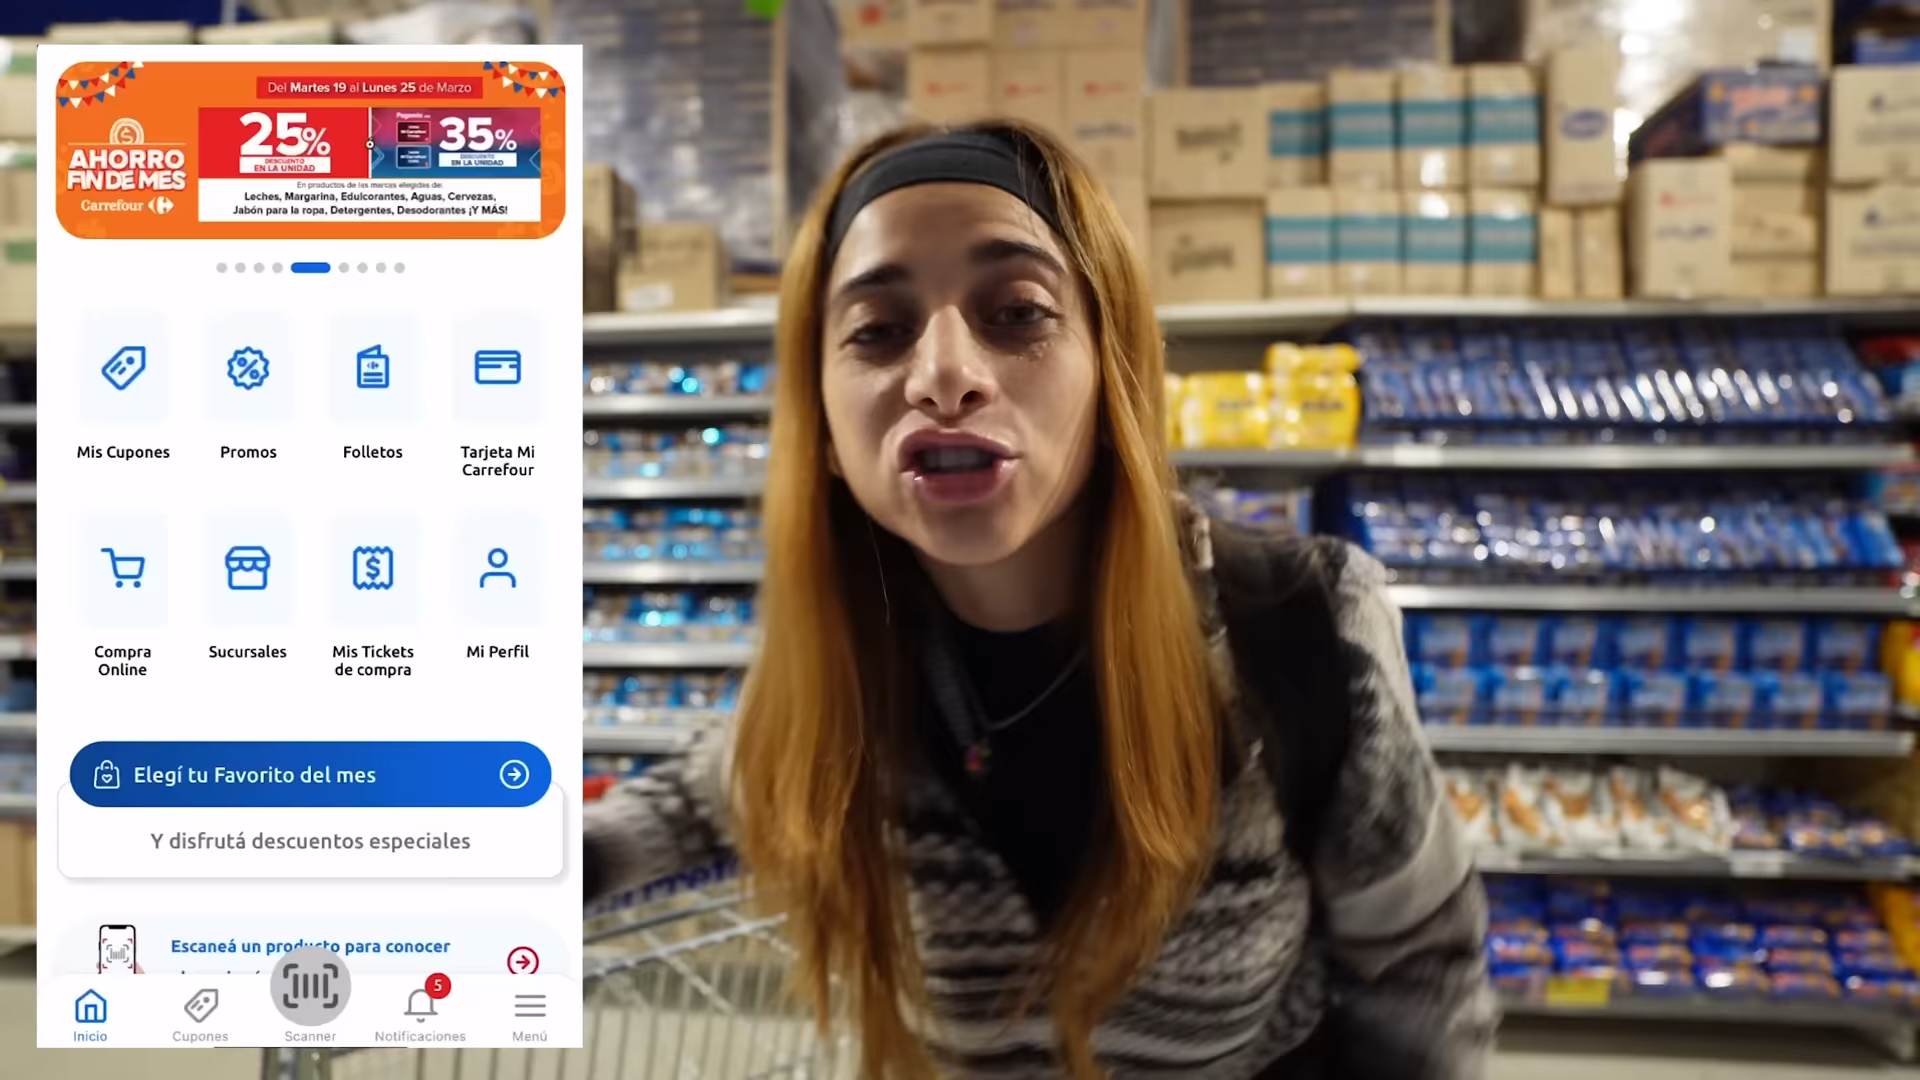 Del Martes 19 al Lunes 25 de Marzo
25%
DESCUENTO
EN LA UNIDAD
o
35%
DESCUENTO
EN LA UNIDAD
AHORRO
FIN DE MES
Carrefour
En productos de las marcas elegidas de:
Leches, Margarina, Edulcorantes, Aguas, Cervezas,
Jabón para la ropa, Detergentes, Desodorantes ¡Y MÁS!
Mis Cupones
Promos
Folletos
Tarjeta Mi
Carrefour
Compra
Online
Sucursales
Mis Tickets
de compra
Mi Perfil
Elegí tu Favorito del mes
Y disfrutá descuentos especiales
Escaneá un producto para conocer
5
Inicio
Cupones
Scanner
Notificaciones
Menú